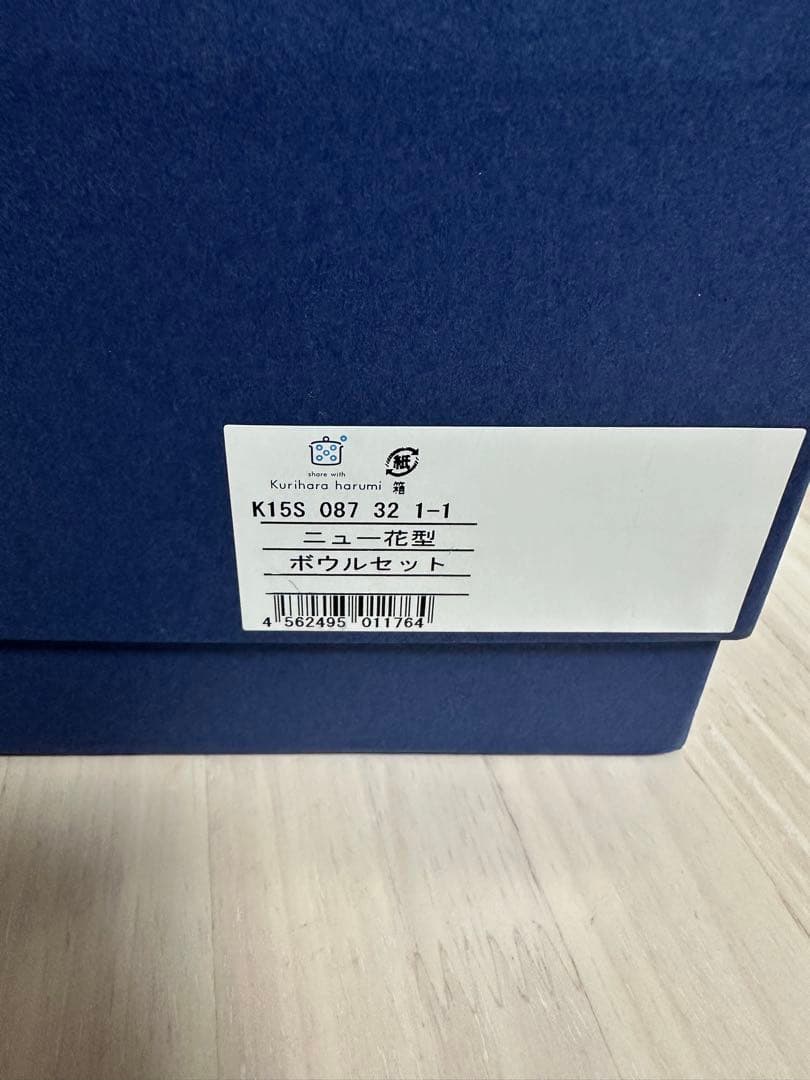 share with
Kurihara harumi
紙
箱
K15S 087 32 1-1
ニュー花型
ボウルセット
4 562495 011764